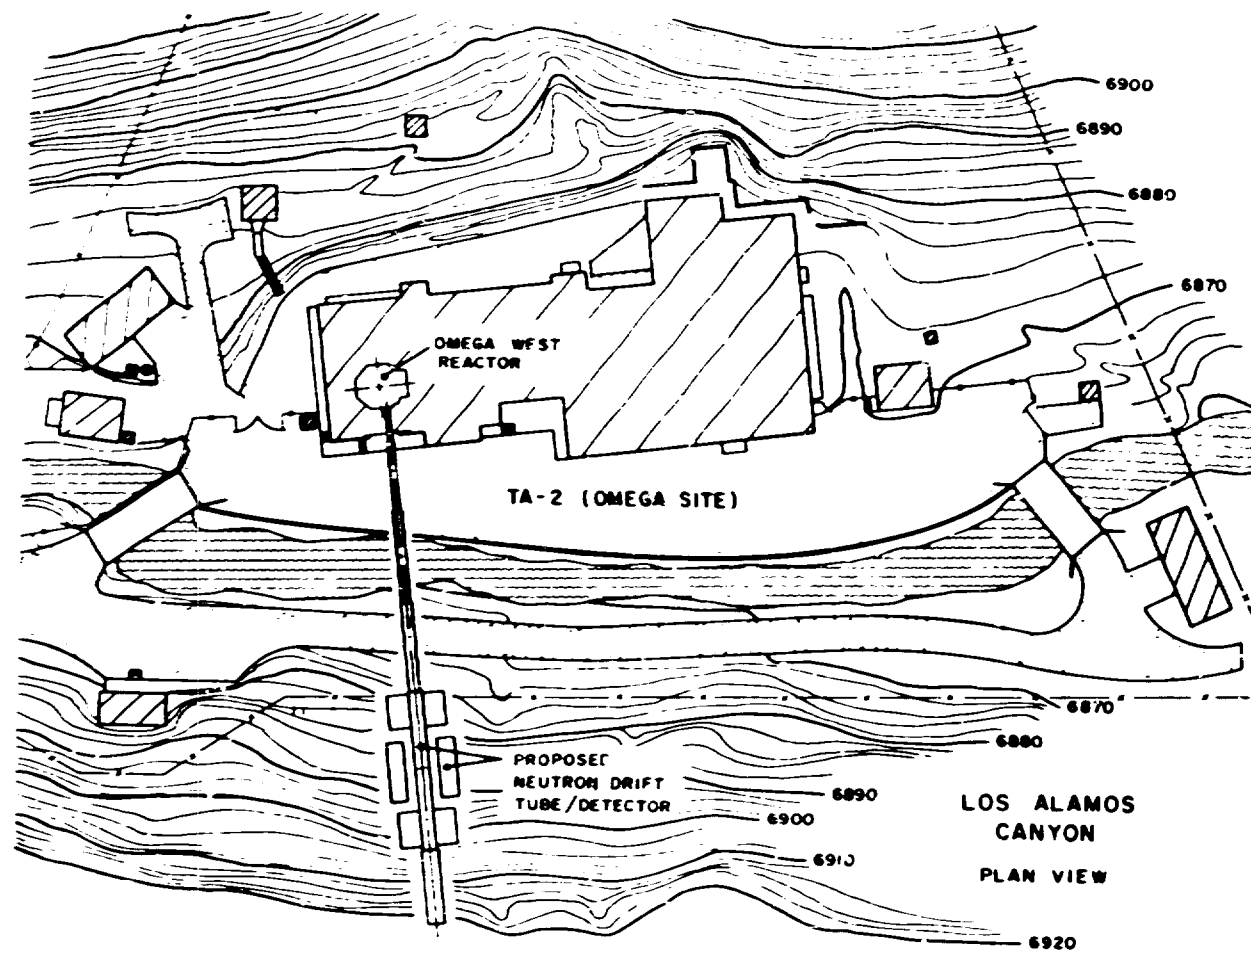 6900
6890
6880
6870
OMEGA WEST
REACTOR
TA-2 (OMEGA SITE)
6870
6880
PROPOSED
NEUTRON DRIFT
TUBE/DETECTOR
6890
6900
6910
6920
LOS ALAMOS
CANYON
PLAN VIEW